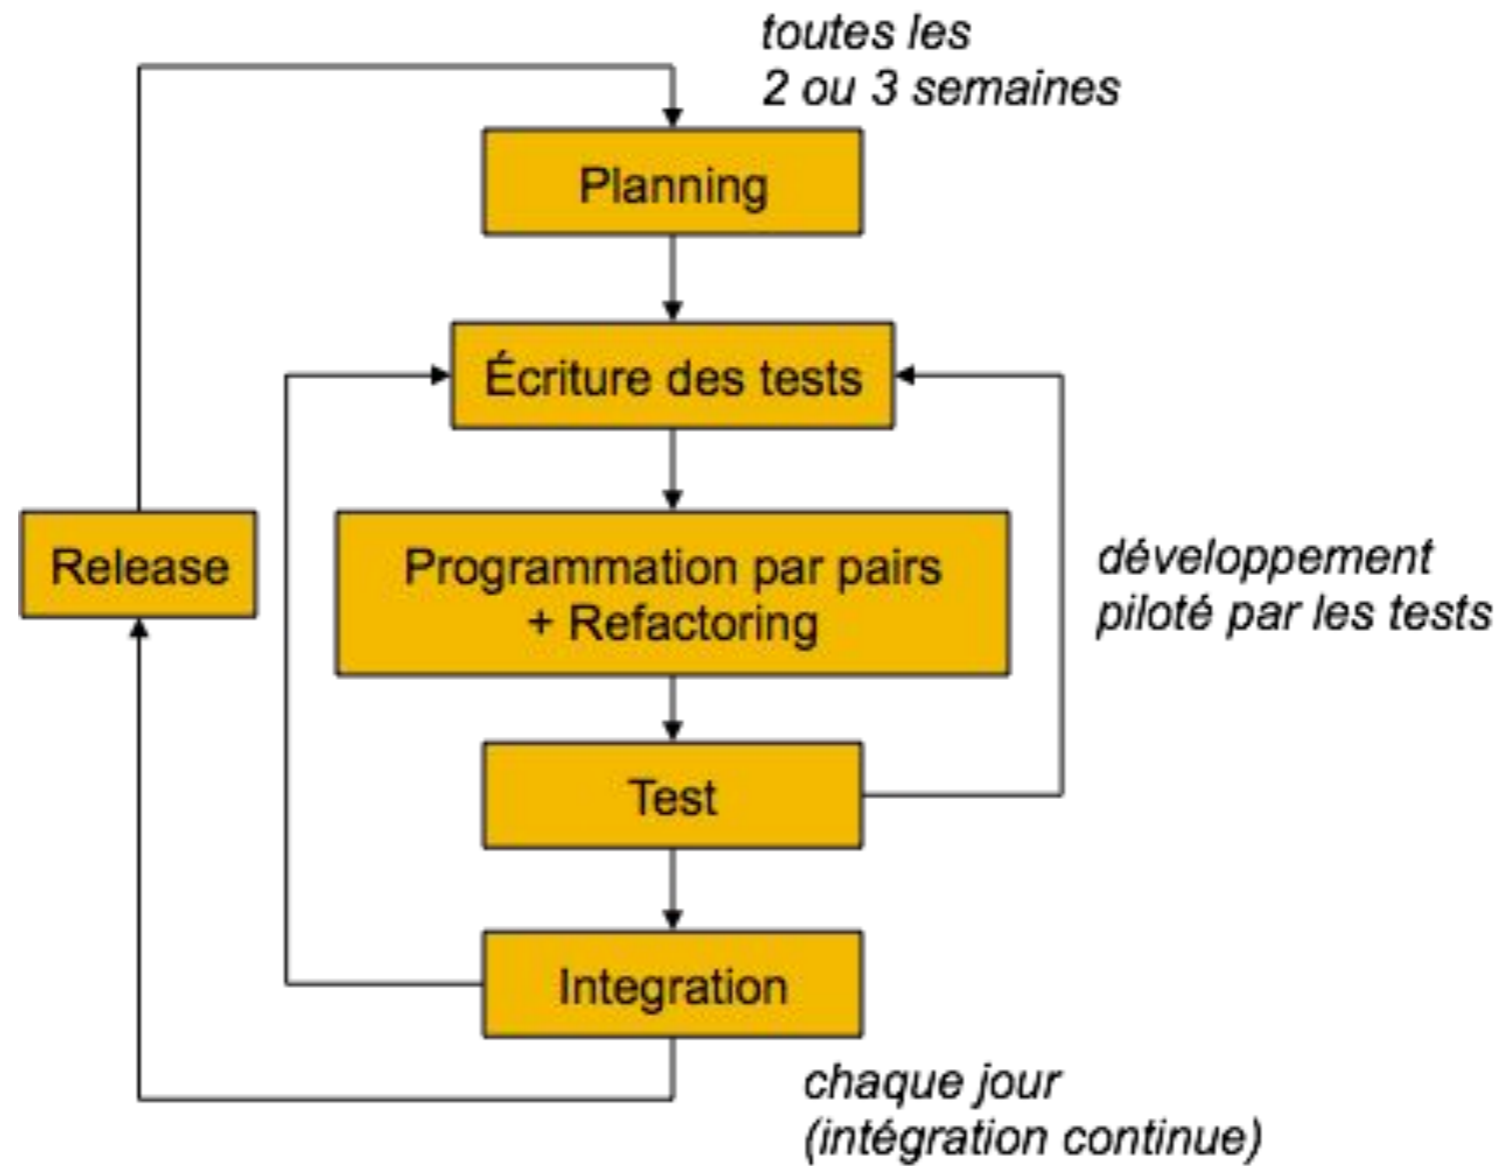 toutes les
2 ou 3 semaines
Planning
Écriture des tests
Release
Programmation par pairs
+ Refactoring
développement
piloté par les tests
Test
Integration
chaque jour
(intégration continue)